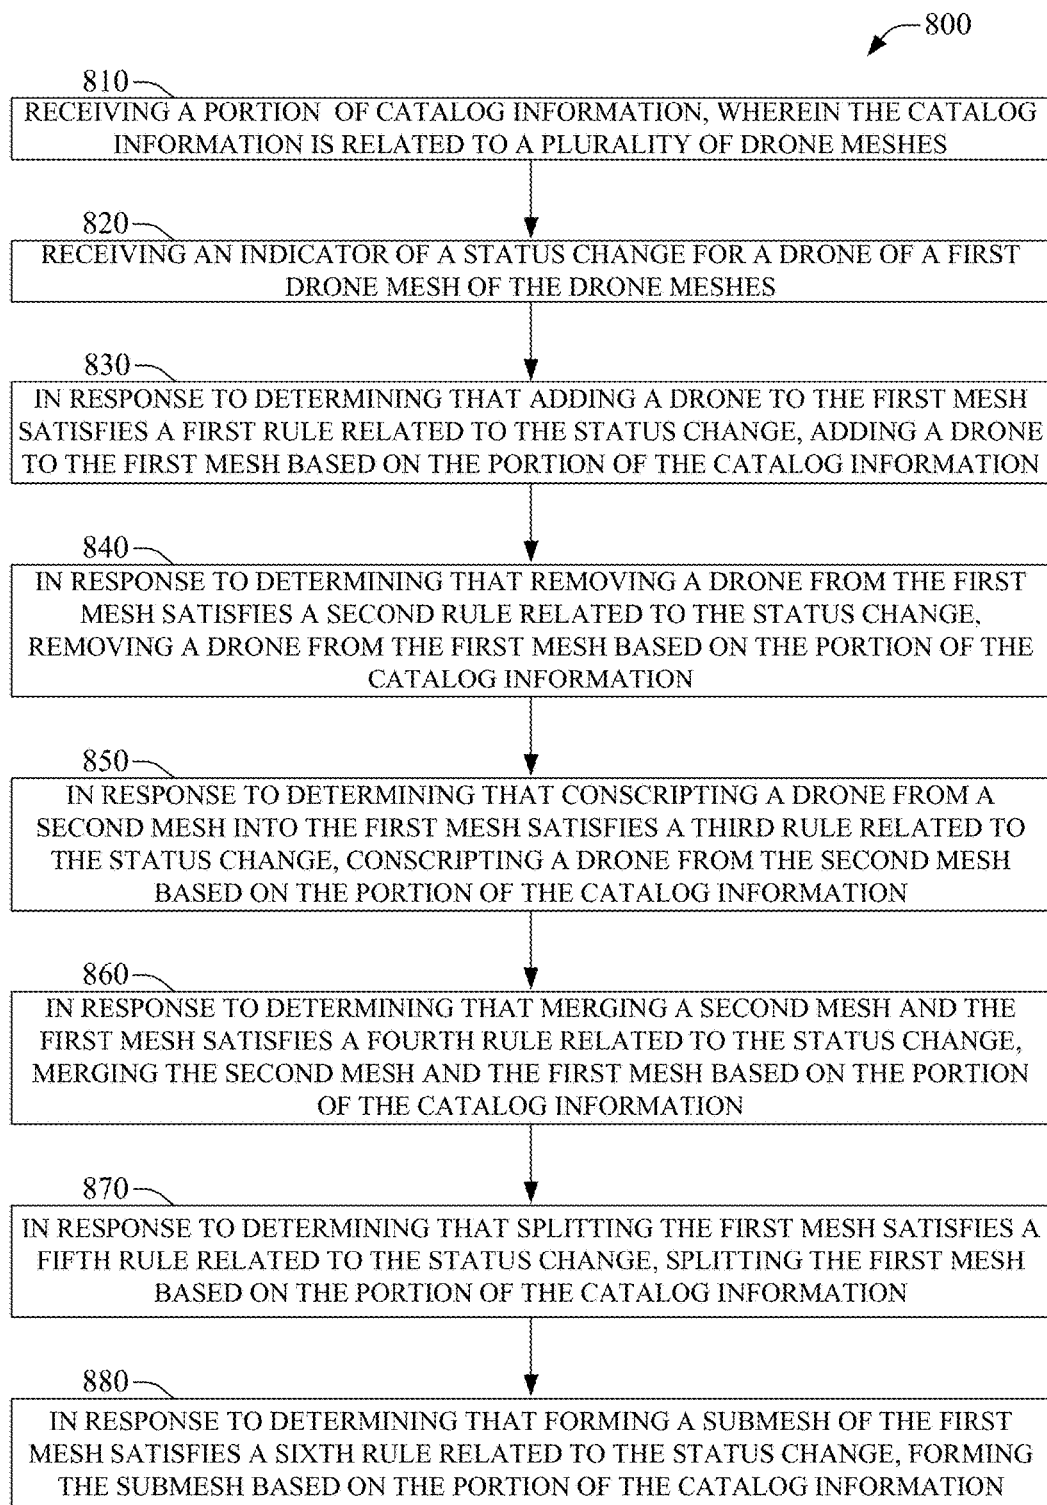 800
810
RECEIVING A PORTION OF CATALOG INFORMATION, WHEREIN THE CATALOG
INFORMATION IS RELATED TO A PLURALITY OF DRONE MESHES
820
RECEIVING AN INDICATOR OF A STATUS CHANGE FOR A DRONE OF A FIRST
DRONE MESH OF THE DRONE MESHES
830
IN RESPONSE TO DETERMINING THAT ADDING A DRONE TO THE FIRST MESH
SATISFIES A FIRST RULE RELATED TO THE STATUS CHANGE, ADDING A DRONE
TO THE FIRST MESH BASED ON THE PORTION OF THE CATALOG INFORMATION
840
IN RESPONSE TO DETERMINING THAT REMOVING A DRONE FROM THE FIRST
MESH SATISFIES A SECOND RULE RELATED TO THE STATUS CHANGE,
REMOVING A DRONE FROM THE FIRST MESH BASED ON THE PORTION OF THE
CATALOG INFORMATION
850
IN RESPONSE TO DETERMINING THAT CONSCRIPTING A DRONE FROM A
SECOND MESH INTO THE FIRST MESH SATISFIES A THIRD RULE RELATED TO
THE STATUS CHANGE, CONSCRIPTING A DRONE FROM THE SECOND MESH
BASED ON THE PORTION OF THE CATALOG INFORMATION
860
IN RESPONSE TO DETERMINING THAT MERGING A SECOND MESH AND THE
FIRST MESH SATISFIES A FOURTH RULE RELATED TO THE STATUS CHANGE,
MERGING THE SECOND MESH AND THE FIRST MESH BASED ON THE PORTION
OF THE CATALOG INFORMATION
870
IN RESPONSE TO DETERMINING THAT SPLITTING THE FIRST MESH SATISFIES A
FIFTH RULE RELATED TO THE STATUS CHANGE, SPLITTING THE FIRST MESH
BASED ON THE PORTION OF THE CATALOG INFORMATION
880
IN RESPONSE TO DETERMINING THAT FORMING A SUBMESH OF THE FIRST
MESH SATISFIES A SIXTH RULE RELATED TO THE STATUS CHANGE, FORMING
THE SUBMESH BASED ON THE PORTION OF THE CATALOG INFORMATION